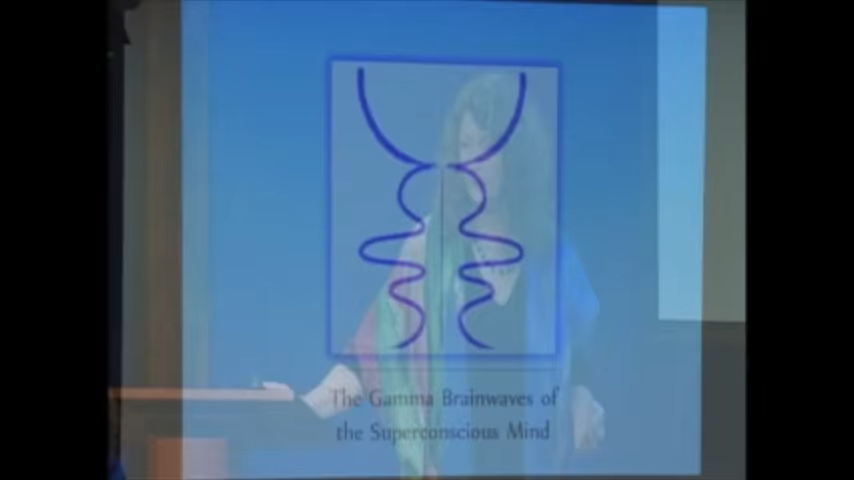 The Gamma Brainwaves of
the Superconscious Mind